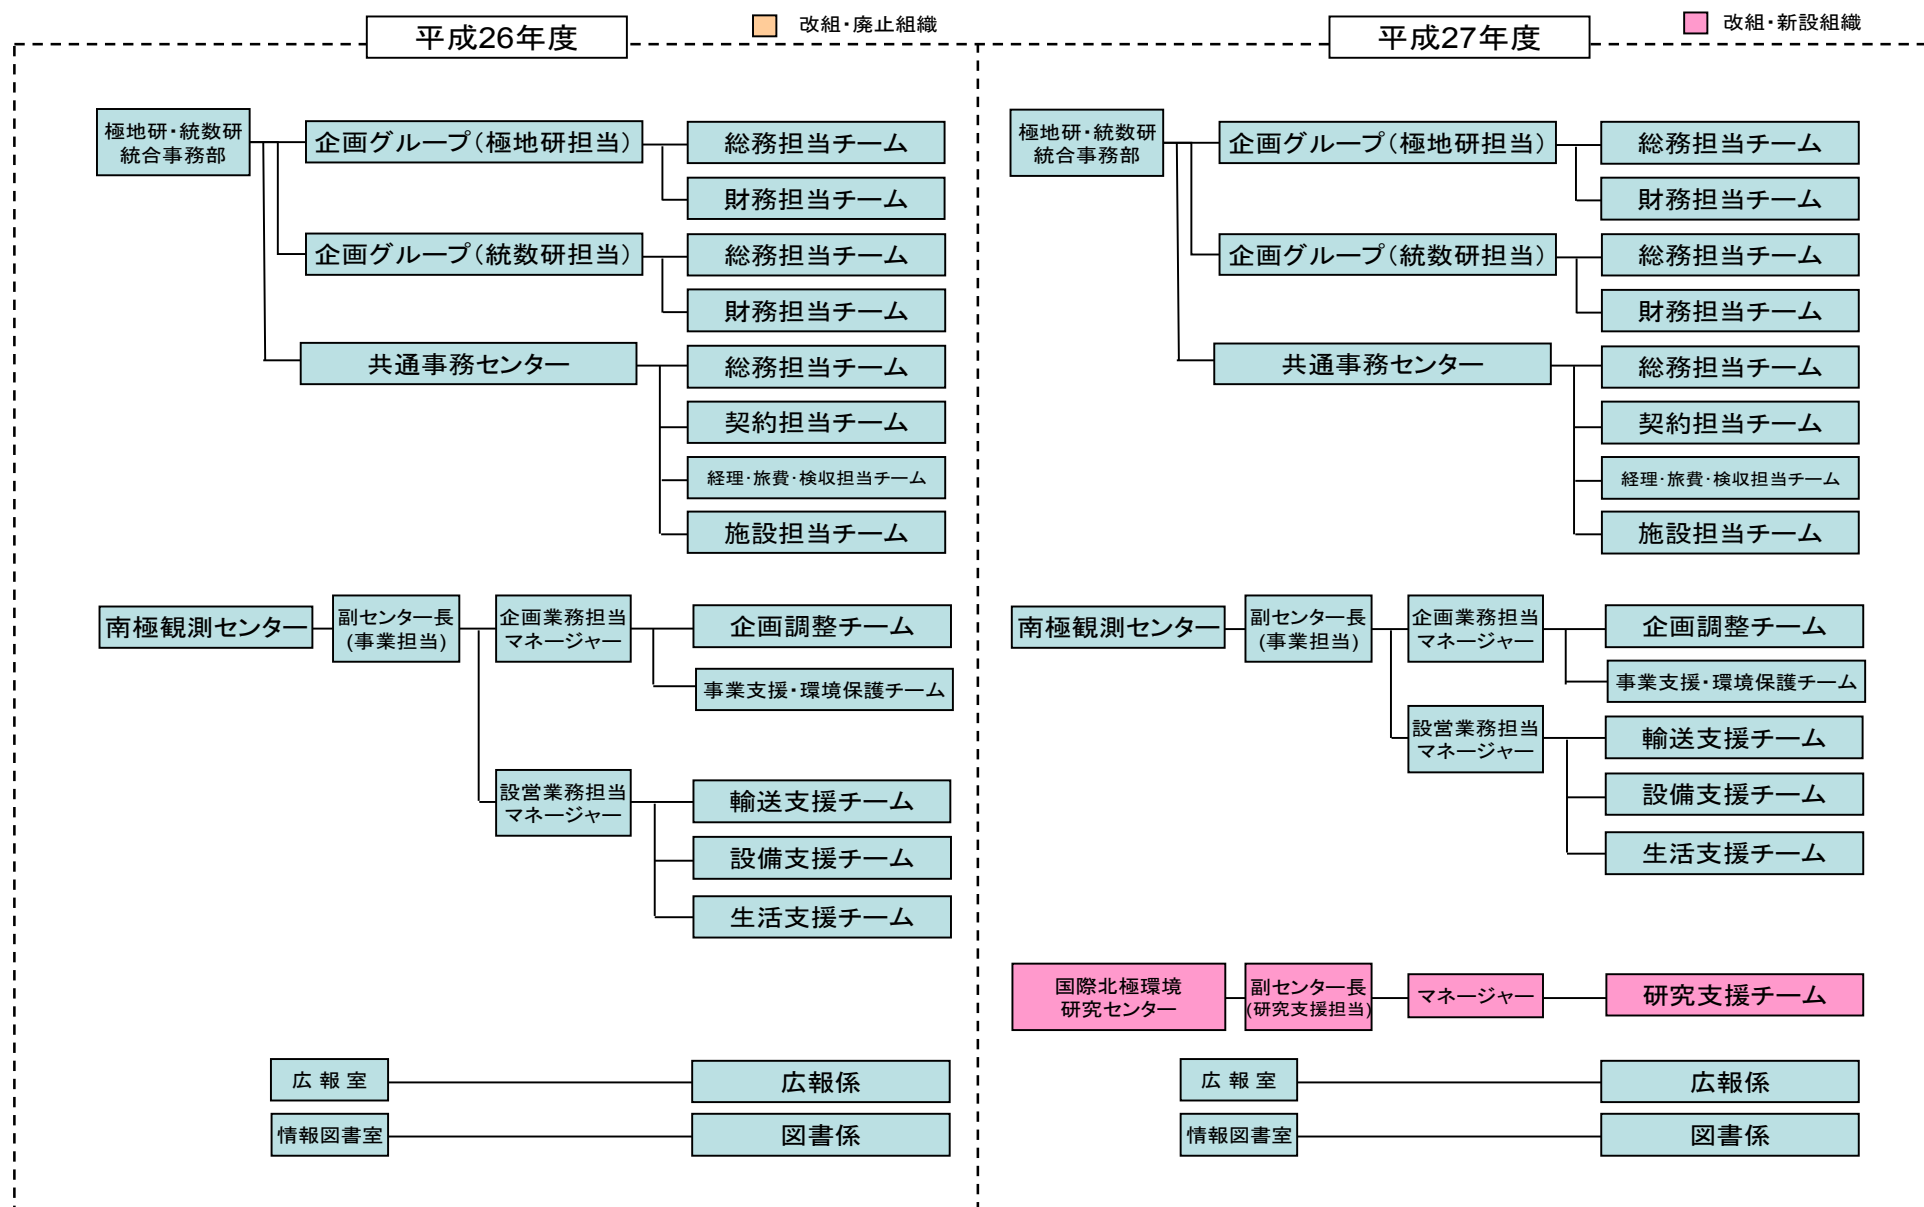 平成26年度
改組・廃止組織
極地研・統数研
統合事務部
企画グループ(極地研担当)
総務担当チーム
財務担当チーム
企画グループ(統数研担当)
総務担当チーム
財務担当チーム
共通事務センター
総務担当チーム
契約担当チーム
経理・旅費・検収担当チーム
施設担当チーム
南極観測センター
副センター長
(事業担当)
企画業務担当
マネージャー
企画調整チーム
事業支援・環境保護チーム
設営業務担当
マネージャー
輸送支援チーム
設備支援チーム
生活支援チーム
広 報 室
広報係
情報図書室
図書係
平成27年度
改組・新設組織
極地研・統数研
統合事務部
企画グループ(極地研担当)
総務担当チーム
財務担当チーム
企画グループ(統数研担当)
総務担当チーム
財務担当チーム
共通事務センター
総務担当チーム
契約担当チーム
経理・旅費・検収担当チーム
施設担当チーム
南極観測センター
副センター長
(事業担当)
企画業務担当
マネージャー
企画調整チーム
事業支援・環境保護チーム
設営業務担当
マネージャー
輸送支援チーム
設備支援チーム
生活支援チーム
国際北極環境
研究センター
副センター長
(研究支援担当)
マネージャー
研究支援チーム
広 報 室
広報係
情報図書室
図書係